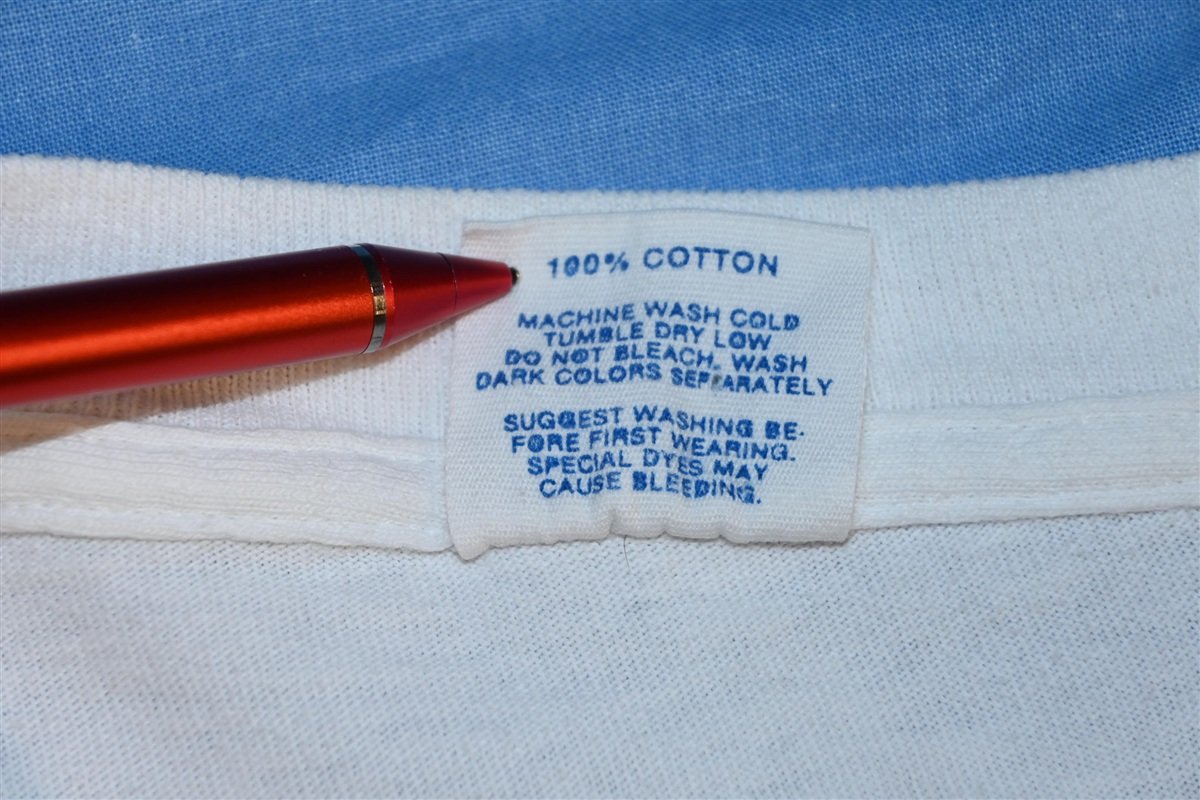 100% COTTON
MACHINE WASH COLD
TUMBLE DRY LOW
DO NOT BLEACH. WASH
DARK COLORS SEPARATELY
SUGGEST WASHING BE-
FORE FIRST WEARING.
SPECIAL DYES MAY
CAUSE BLEEDING.